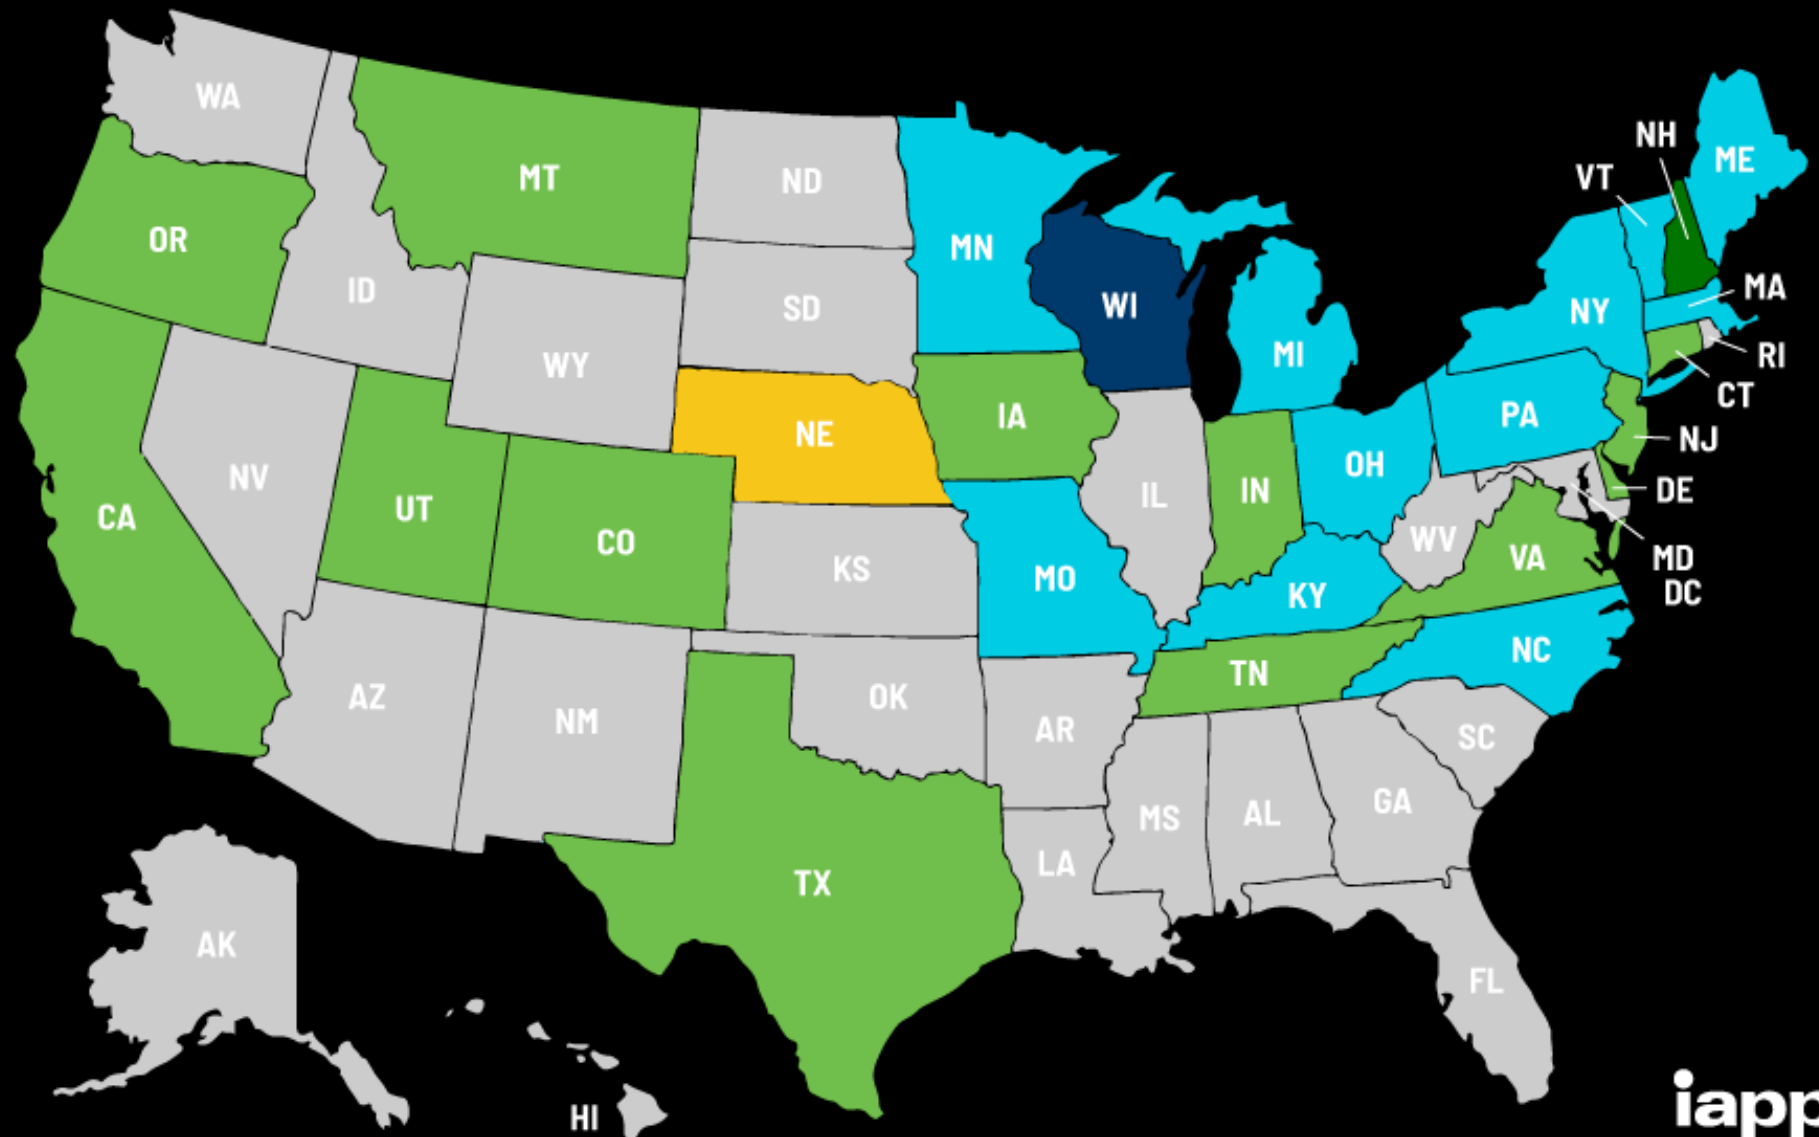 WA
MT
ND
MN
NH
ME
VT
OR
ID
SD
WI
MA
NY
WY
MI
RI
CT
IA
PA
NE
NJ
NV
UT
CO
IL
IN
OH
DE
CA
KS
MO
KY
WV
VA
MD
DC
AZ
NM
OK
AR
TN
NC
SC
MS
AL
GA
LA
TX
AK
FL
HI
iapp